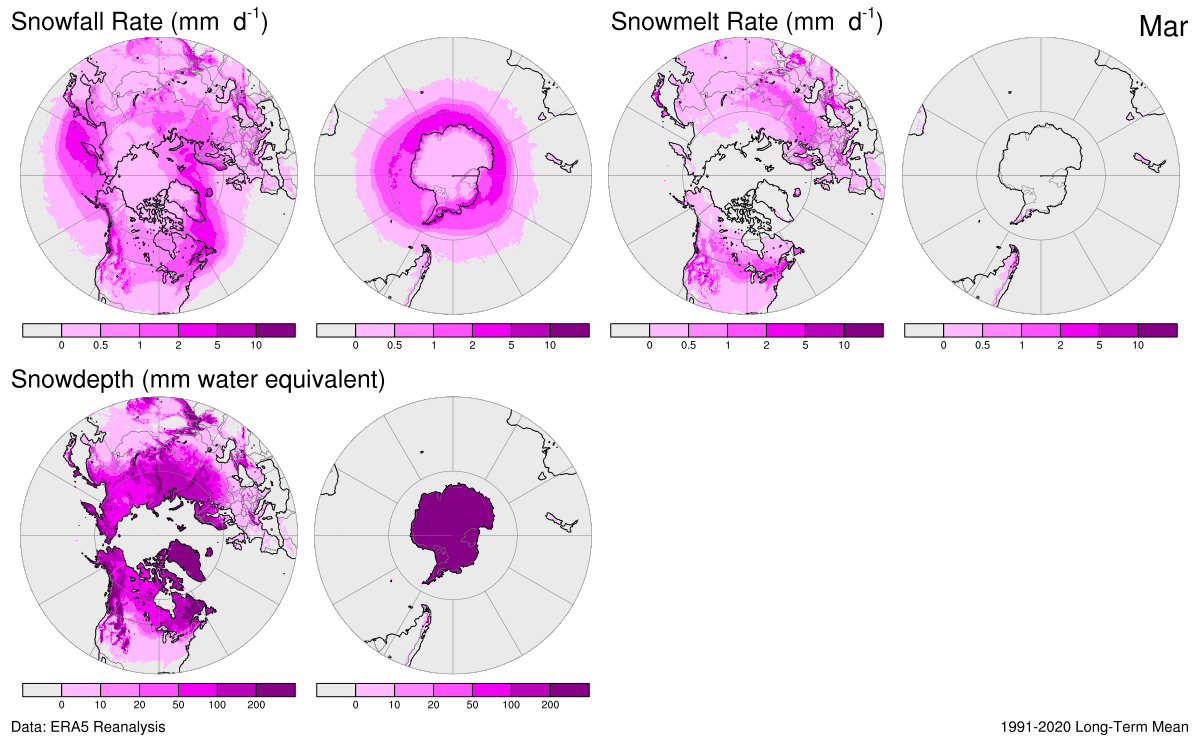 Snowfall Rate (mm d-1)
Snowmelt Rate (mm d-1)
Mar
0 0.5 1 2 5 10
0 0.5 1 2 5 10
0 0.5 1 2 5 10
0 0.5 1 2 5 10
Snowdepth (mm water equivalent)
0 10 20 50 100 200
0 10 20 50 100 200
Data: ERA5 Reanalysis
1991-2020 Long-Term Mean